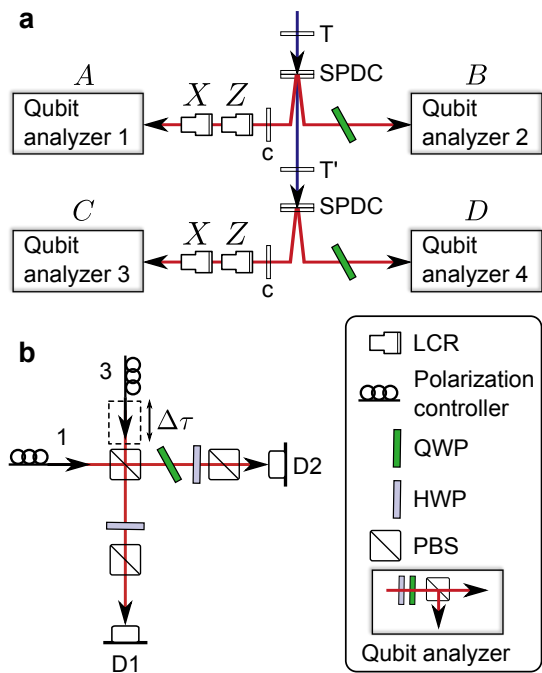 a
T
SPDC
A
B
X Z
Qubit
analyzer 1
c
Qubit
analyzer 2
T'
SPDC
C
D
X Z
Qubit
analyzer 3
c
Qubit
analyzer 4
b
3
Δτ
1
D2
D1
LCR
Polarization
controller
QWP
HWP
PBS
Qubit analyzer